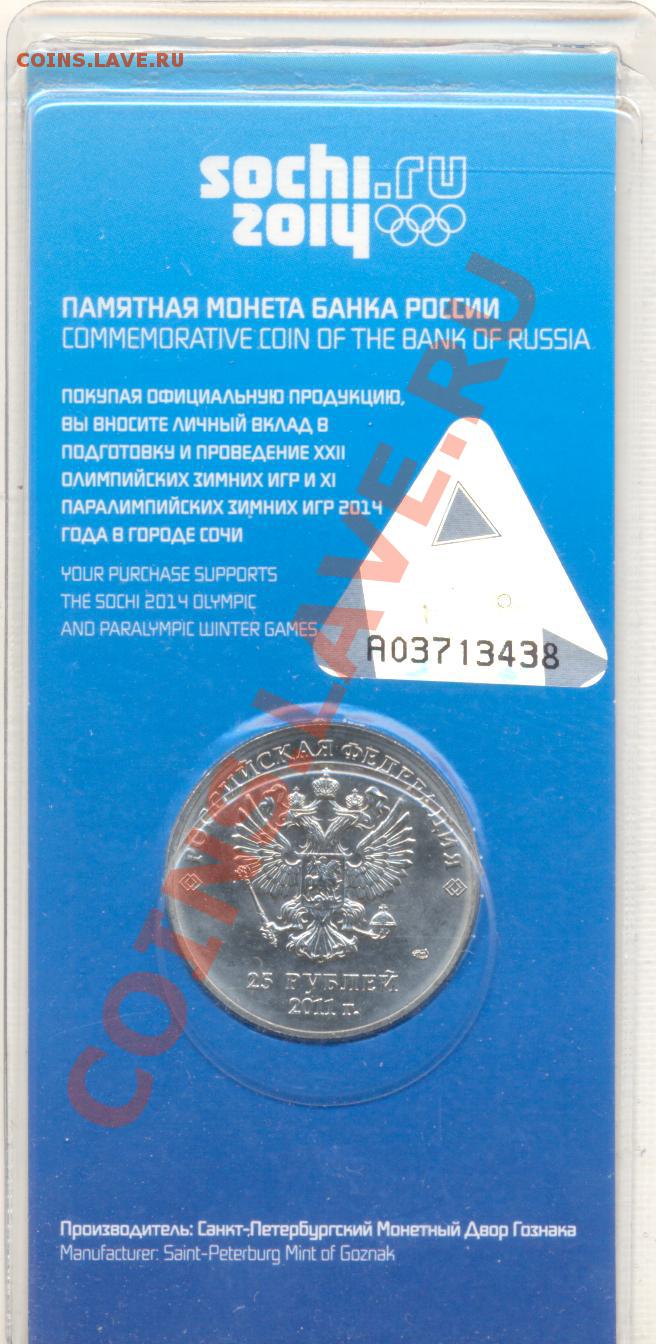 COINS.LAVE.RU
sochi.ru
2014
ПАМЯТНАЯ МОНЕТА БАНКА РОССИИ
COMMEMORATIVE COIN OF THE BANK OF RUSSIA
ПОКУПАЯ ОФИЦИАЛЬНУЮ ПРОДУКЦИЮ,
ВЫ ВНОСИТЕ ЛИЧНЫЙ ВКЛАД В
ПОДГОТОВКУ И ПРОВЕДЕНИЕ XXII
ОЛИМПИЙСКИХ ЗИМНИХ ИГР И XI
ПАРАЛИМПИЙСКИХ ЗИМНИХ ИГР 2014
ГОДА В ГОРОДЕ СОЧИ
YOUR PURCHASE SUPPORTS
THE SOCHI 2014 OLYMPIC
AND PARALYMPIC WINTER GAMES
A03713438
РОССИЙСКАЯ ФЕДЕРАЦИЯ
25 РУБЛЕЙ
2011 г.
COINS.LAVE.RU
Производитель: Санкт-Петербургский Монетный Двор Гознака
Manufacturer: Saint-Peterburg Mint of Goznak